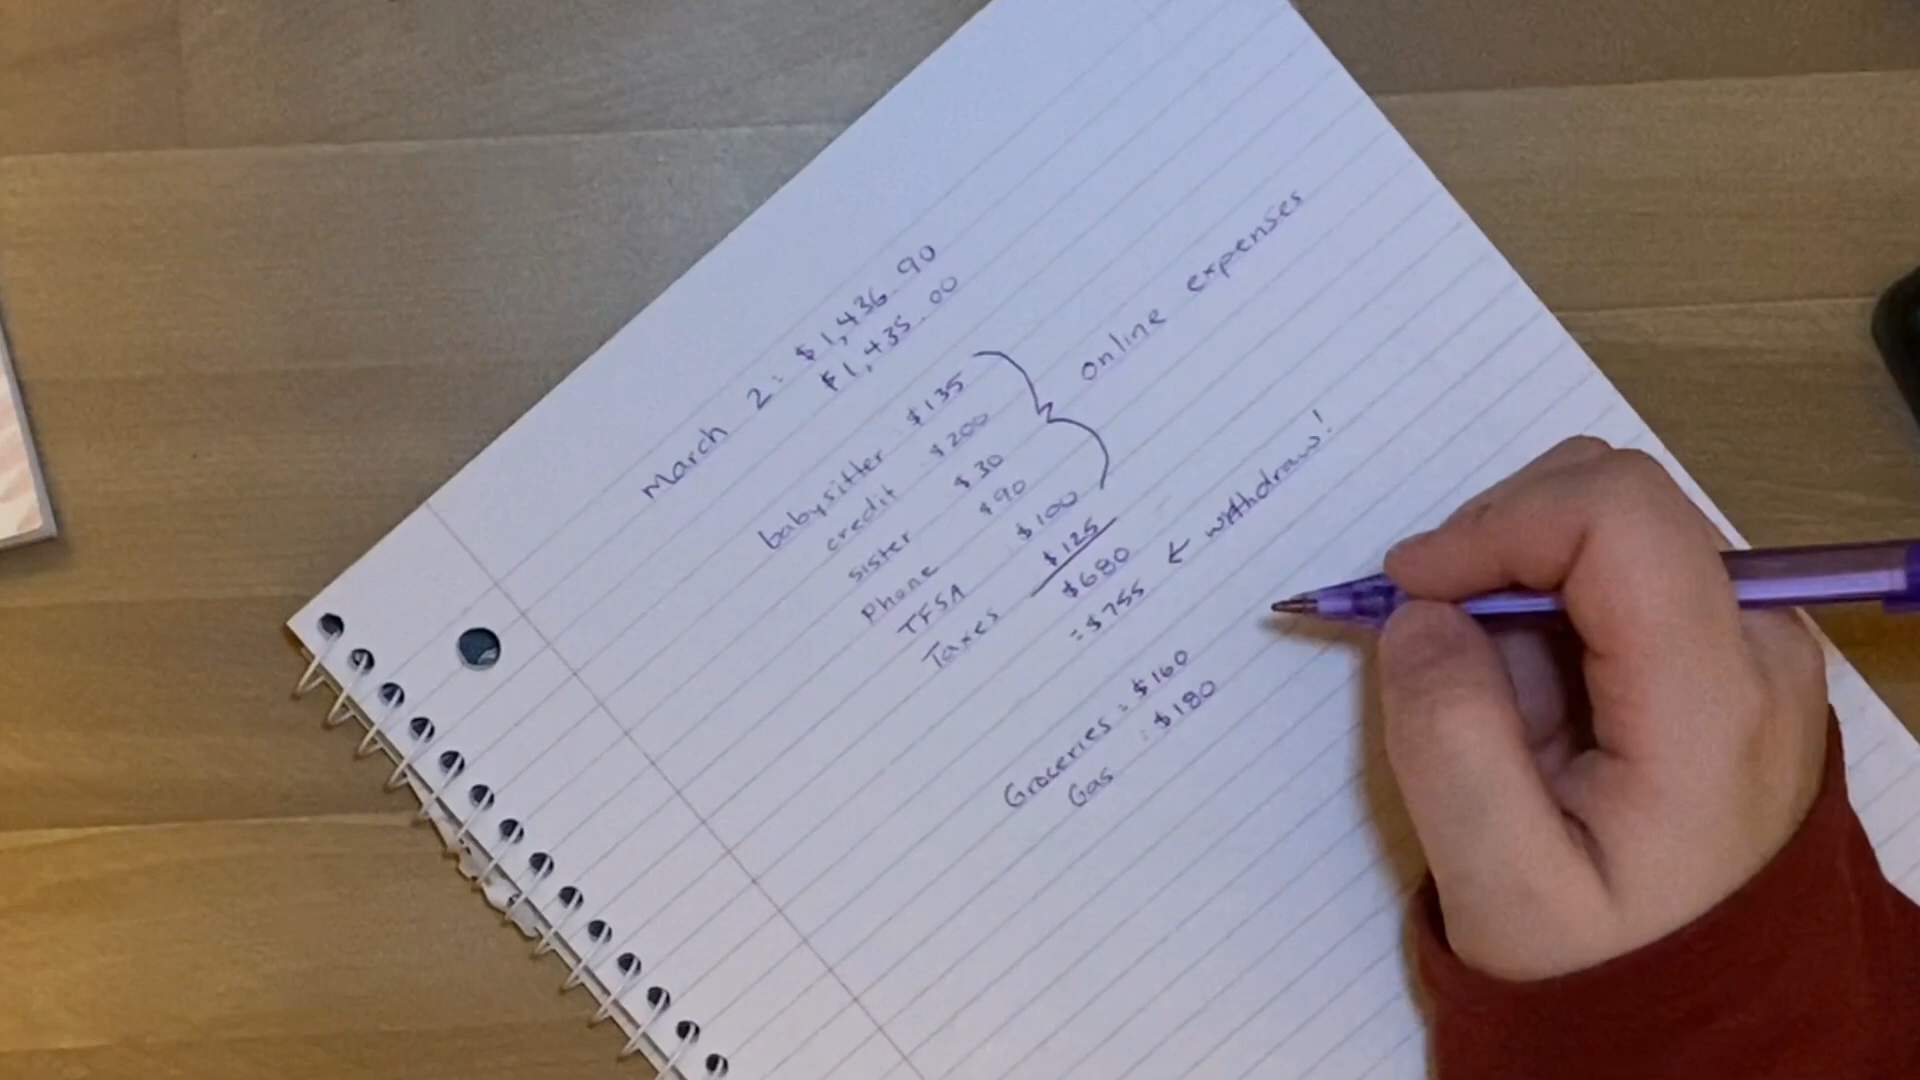 March 2: $1,436.90
$1,435.00
babysitter $135
credit $200
sister $30
Phone $90
TFSA $100
Taxes $125
online expenses
$680
=$755 ← withdraw!
Groceries: $160
Gas : $180